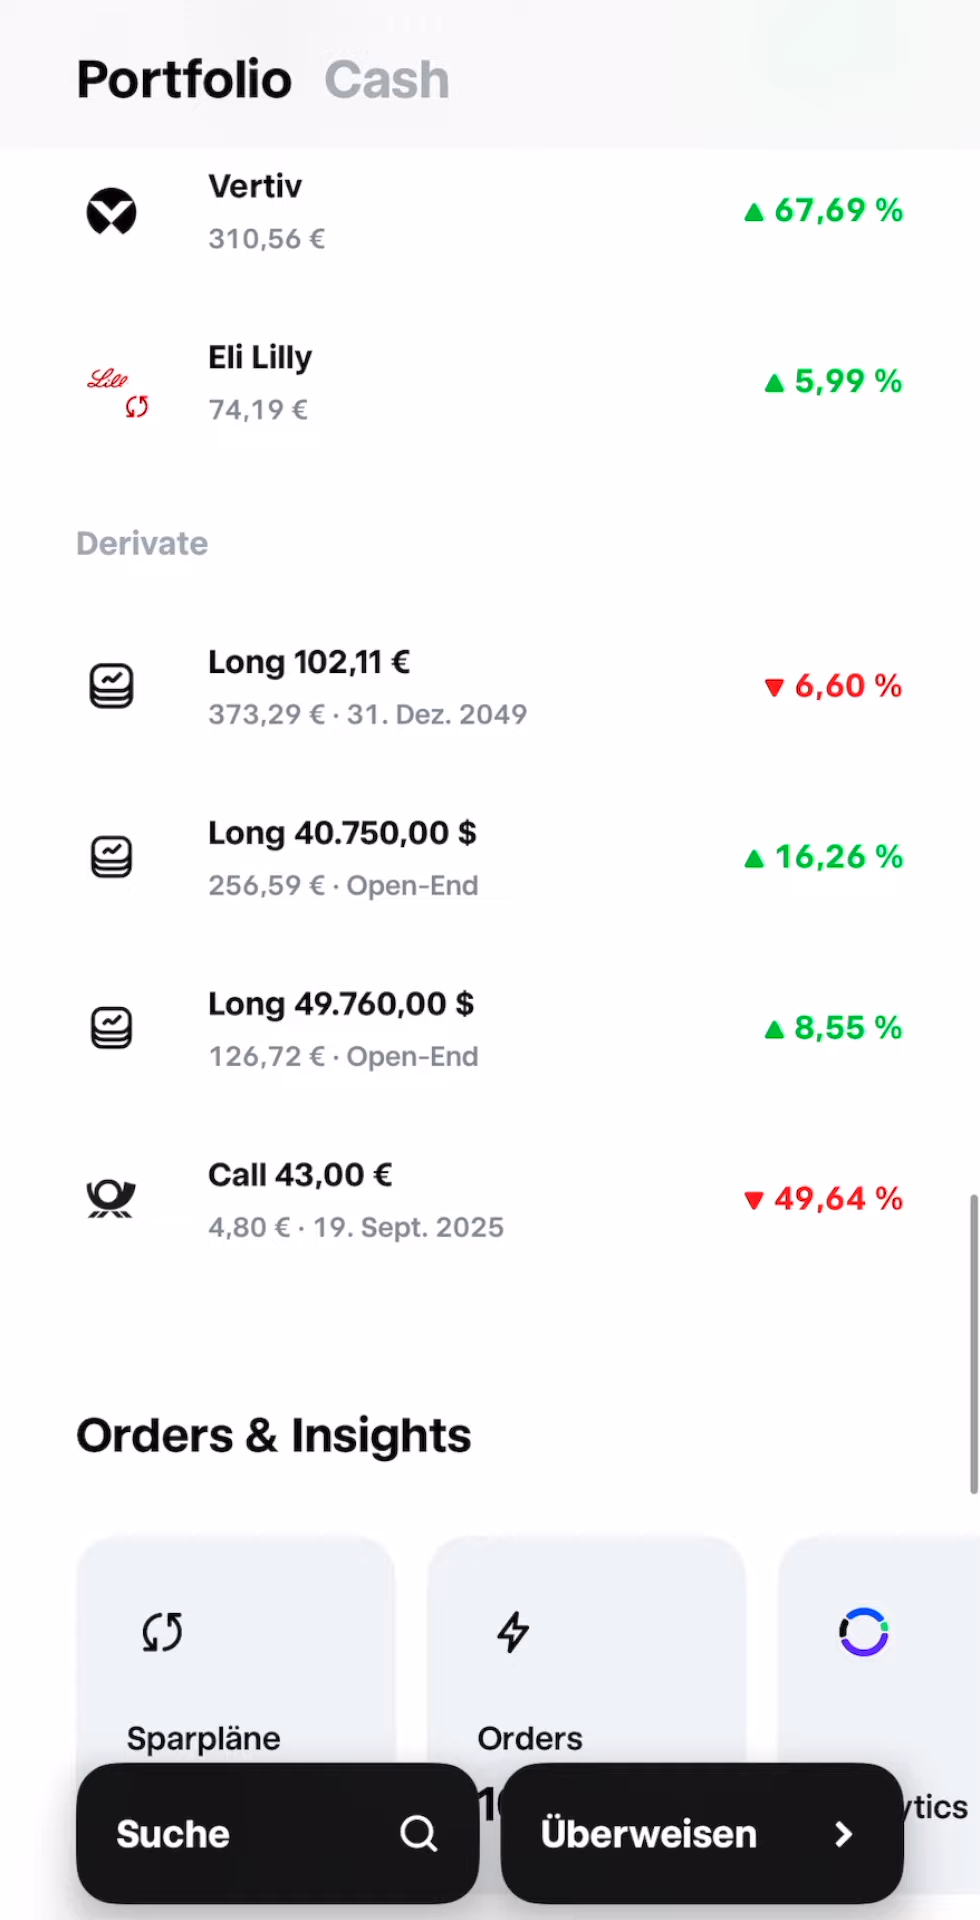 Portfolio Cash
Vertiv
310,56 €
▲ 67,69 %
Lilly
Eli Lilly
74,19 €
▲ 5,99 %
Derivate
Long 102,11 €
373,29 € · 31. Dez. 2049
▼ 6,60 %
Long 40.750,00 $
256,59 € · Open-End
▲ 16,26 %
Long 49.760,00 $
126,72 € · Open-End
▲ 8,55 %
Call 43,00 €
4,80 € · 19. Sept. 2025
▼ 49,64 %
Orders & Insights
Sparpläne
Orders
Suche
Überweisen